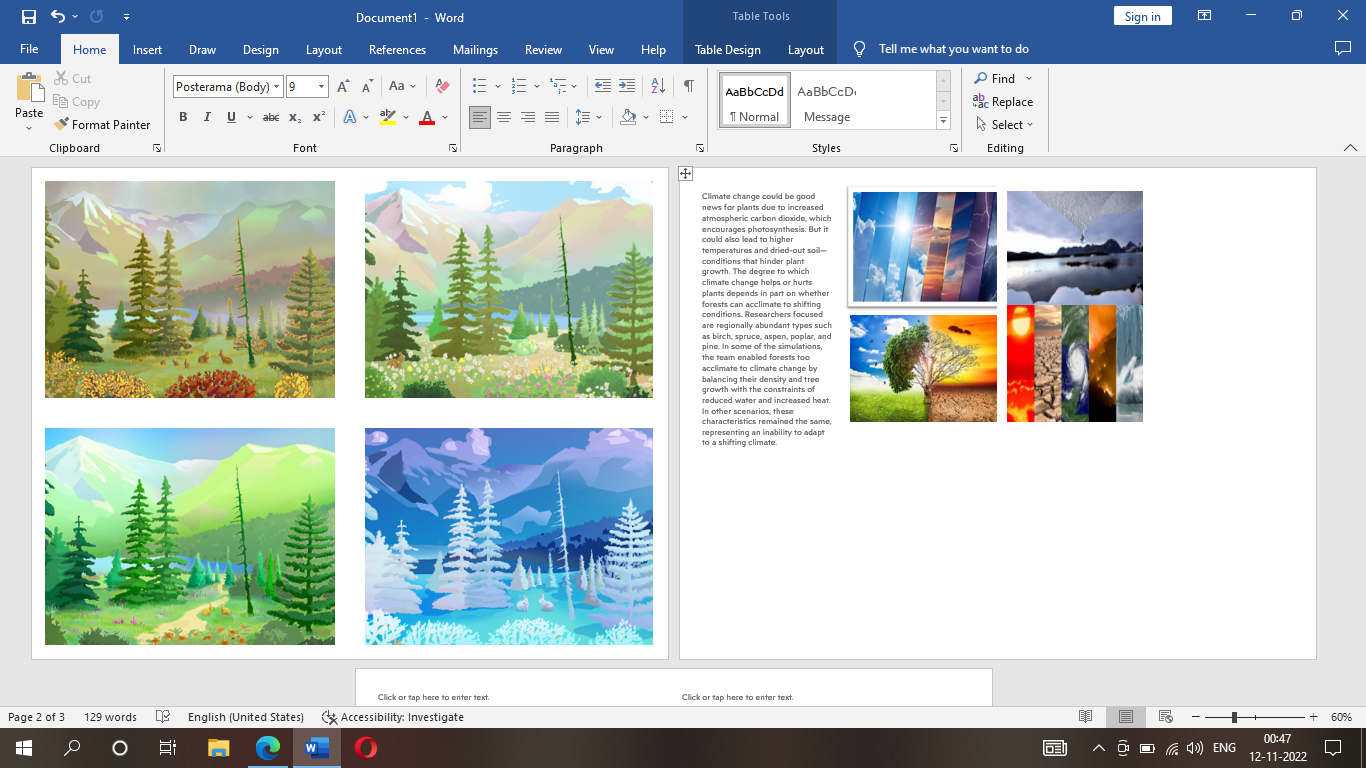 Document1 - Word
Table Tools
Sign in
File
Home
Insert
Draw
Design
Layout
References
Mailings
Review
View
Help
Table Design
Layout
Tell me what you want to do
Paste
Cut
Copy
Format Painter
Clipboard
Posterama (Body)
9
Aa
B I U abc x₂ x²
Font
Paragraph
AaBbCcDd
¶ Normal
AaBbCcDc
Message
Styles
Find
Replace
Select
Editing
Climate change could be good
news for plants due to increased
atmospheric carbon dioxide, which
encourages photosynthesis. But it
could also lead to higher
temperatures and dried-out soil—
conditions that hinder plant
growth. The degree to which
climate change helps or hurts
plants depends in part on whether
forests can acclimate to shifting
conditions. Researchers focused
are regionally abundant types such
as birch, spruce, aspen, poplar, and
pine. In some of the simulations,
the team enabled forests too
acclimate to climate change by
balancing their density and tree
growth with the constraints of
reduced water and increased heat.
In other scenarios, these
characteristics remained the same,
representing an inability to adapt
to a shifting climate.
Click or tap here to enter text.
Click or tap here to enter text.
Page 2 of 3
129 words
English (United States)
Accessibility: Investigate
60%
ENG
00:47
12-11-2022